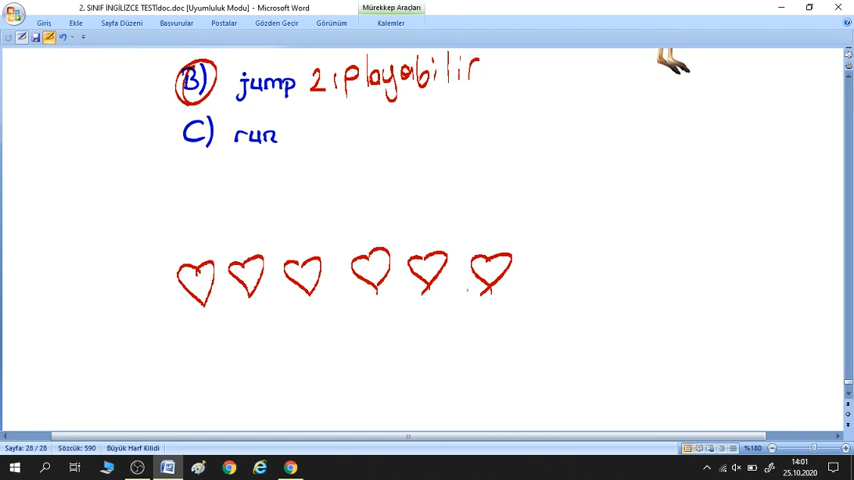 2. SINIF İNGİLİZCE TESTİdoc.doc [Uyumluluk Modu] - Microsoft Word
Mürekkep Araçları
Giriş Ekle Sayfa Düzeni Başvurular Postalar Gözden Geçir Görünüm Kalemler
B) jump zıplayabilir
C) run
Sayfa: 28 / 28 Sözcük: 590 Büyük Harf Kilidi %180
14:01
25.10.2020